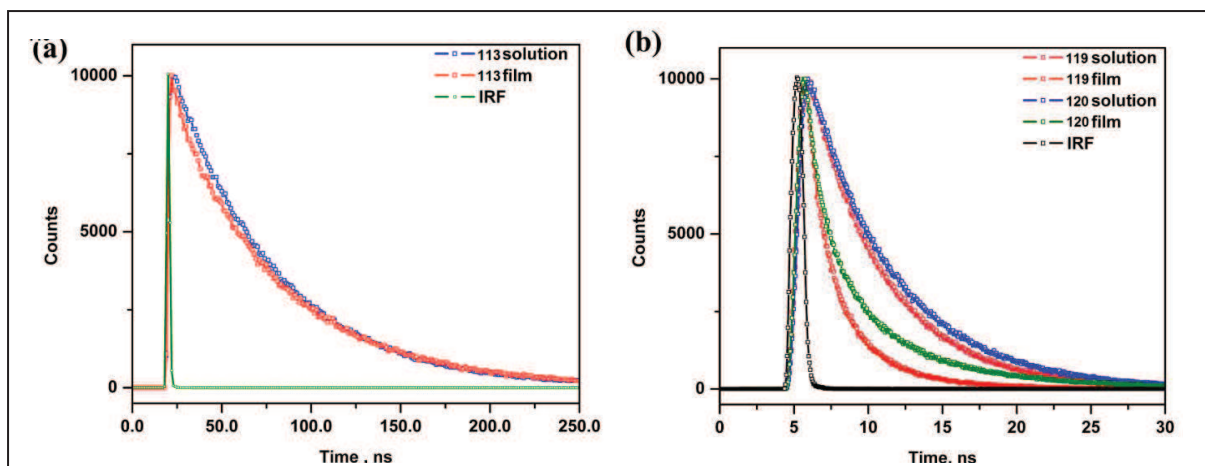 (a)
113 solution
113 film
IRF
10000
5000
0
Counts
0.0 50.0 100.0 150.0 200.0 250.0
Time , ns
(b)
119 solution
119 film
120 solution
120 film
IRF
10000
5000
0
Counts
0 5 10 15 20 25 30
Time, ns